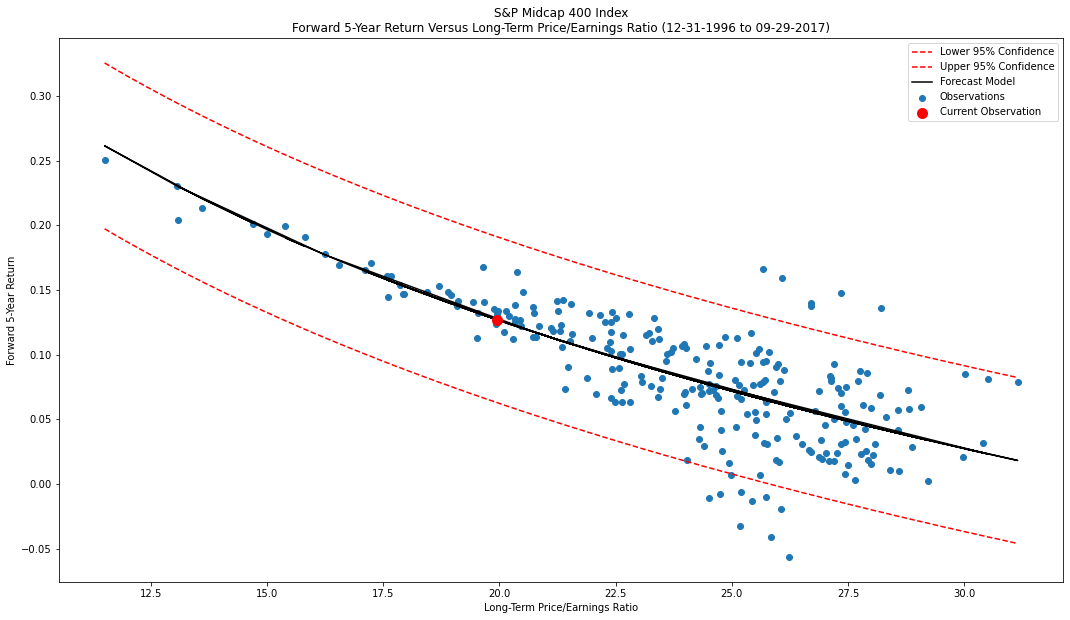 S&P Midcap 400 Index
Forward 5-Year Return Versus Long-Term Price/Earnings Ratio (12-31-1996 to 09-29-2017)
Lower 95% Confidence
Upper 95% Confidence
Forecast Model
Observations
Current Observation
Forward 5-Year Return
0.30
0.25
0.20
0.15
0.10
0.05
0.00
−0.05
12.5 15.0 17.5 20.0 22.5 25.0 27.5 30.0
Long-Term Price/Earnings Ratio